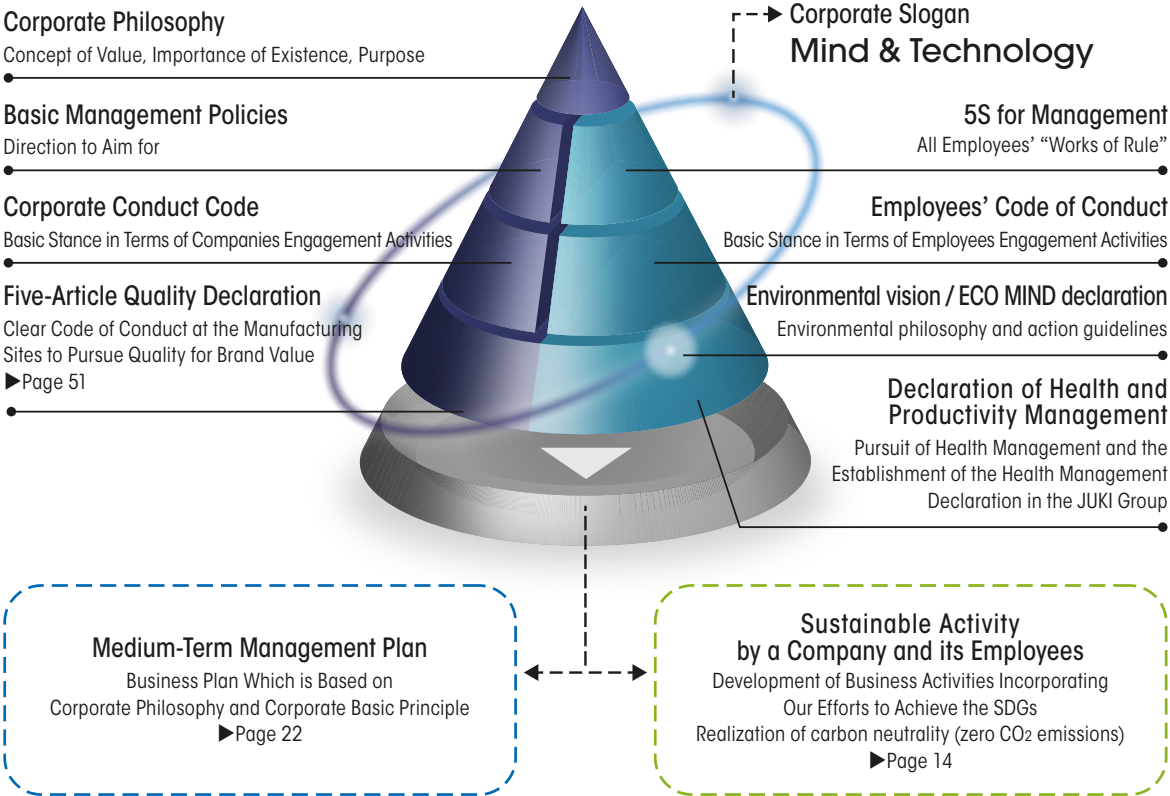 Corporate Philosophy
Concept of Value, Importance of Existence, Purpose
Basic Management Policies
Direction to Aim for
Corporate Conduct Code
Basic Stance in Terms of Companies Engagement Activities
Five-Article Quality Declaration
Clear Code of Conduct at the Manufacturing
Sites to Pursue Quality for Brand Value
▶Page 51
Corporate Slogan
Mind & Technology
5S for Management
All Employees’ “Works of Rule”
Employees’ Code of Conduct
Basic Stance in Terms of Employees Engagement Activities
Environmental vision / ECO MIND declaration
Environmental philosophy and action guidelines
Declaration of Health and
Productivity Management
Pursuit of Health Management and the
Establishment of the Health Management
Declaration in the JUKI Group
Medium-Term Management Plan
Business Plan Which is Based on
Corporate Philosophy and Corporate Basic Principle
▶Page 22
Sustainable Activity
by a Company and its Employees
Development of Business Activities Incorporating
Our Efforts to Achieve the SDGs
Realization of carbon neutrality (zero CO2 emissions)
▶Page 14